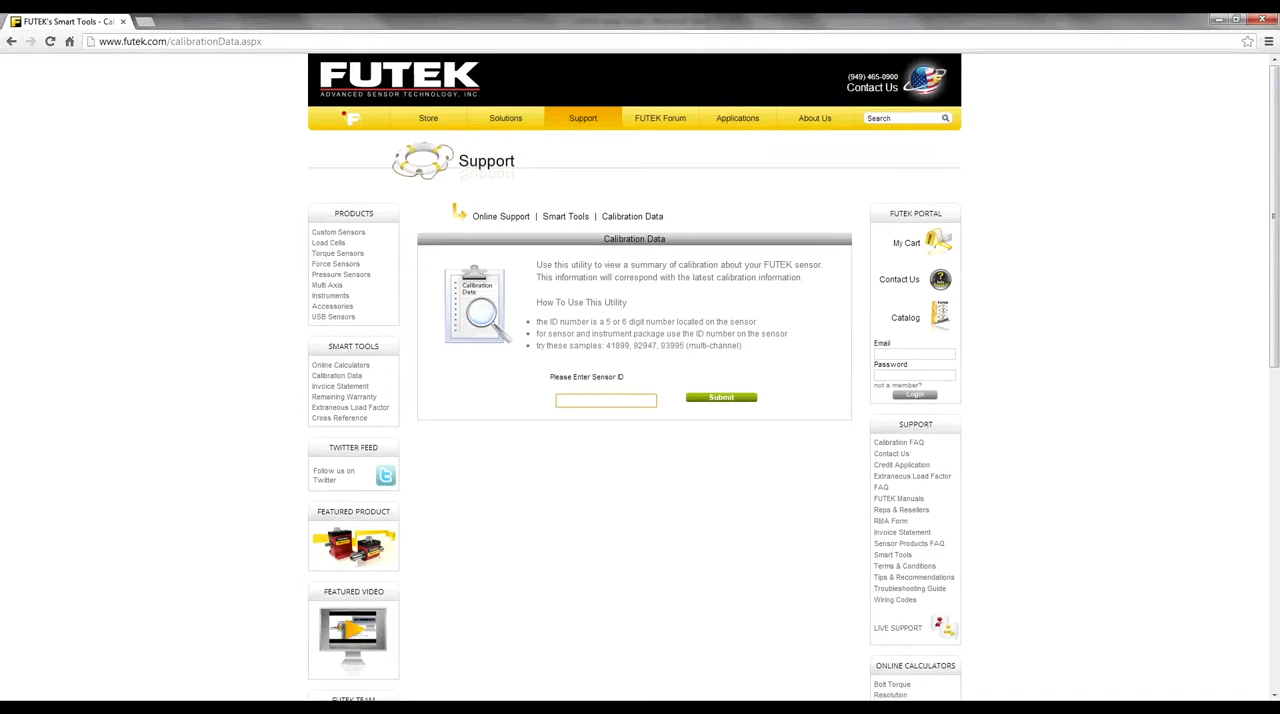 FUTEK's Smart Tools - Cal
www.futek.com/calibrationData.aspx
FUTEK
ADVANCED SENSOR TECHNOLOGY, INC.
(949) 465-0900
Contact Us
F
Store
Solutions
Support
FUTEK Forum
Applications
About Us
Search
Support
PRODUCTS
Custom Sensors
Load Cells
Torque Sensors
Force Sensors
Pressure Sensors
Multi Axis
Instruments
Accessories
USB Sensors
SMART TOOLS
Online Calculators
Calibration Data
Invoice Statement
Remaining Warranty
Extraneous Load Factor
Cross Reference
TWITTER FEED
Follow us on
Twitter
FEATURED PRODUCT
FEATURED VIDEO
FUTEK TEAM
Online Support | Smart Tools | Calibration Data
Calibration Data
Calibration
Data
Use this utility to view a summary of calibration about your FUTEK sensor.
This information will correspond with the latest calibration information.
How To Use This Utility
the ID number is a 5 or 6 digit number located on the sensor
for sensor and instrument package use the ID number on the sensor
try these samples: 41899, 92947, 93995 (multi-channel)
Please Enter Sensor ID
Submit
FUTEK PORTAL
My Cart
Contact Us
Catalog
Email
Password
not a member?
Login
SUPPORT
Calibration FAQ
Contact Us
Credit Application
Extraneous Load Factor
FAQ
FUTEK Manuals
Reps & Resellers
RMA Form
Invoice Statement
Sensor Products FAQ
Smart Tools
Terms & Conditions
Tips & Recommendations
Troubleshooting Guide
Wiring Codes
LIVE SUPPORT
ONLINE CALCULATORS
Bolt Torque
Resolution